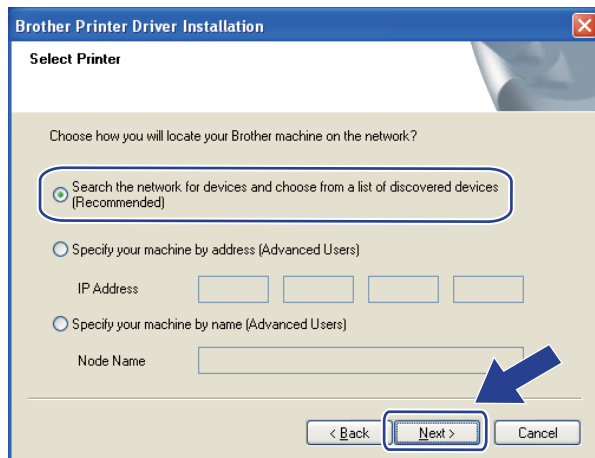 Brother Printer Driver Installation
Select Printer
Choose how you will locate your Brother machine on the network?
Search the network for devices and choose from a list of discovered devices
(Recommended)
Specify your machine by address (Advanced Users)
IP Address
Specify your machine by name (Advanced Users)
Node Name
< Back
Next >
Cancel